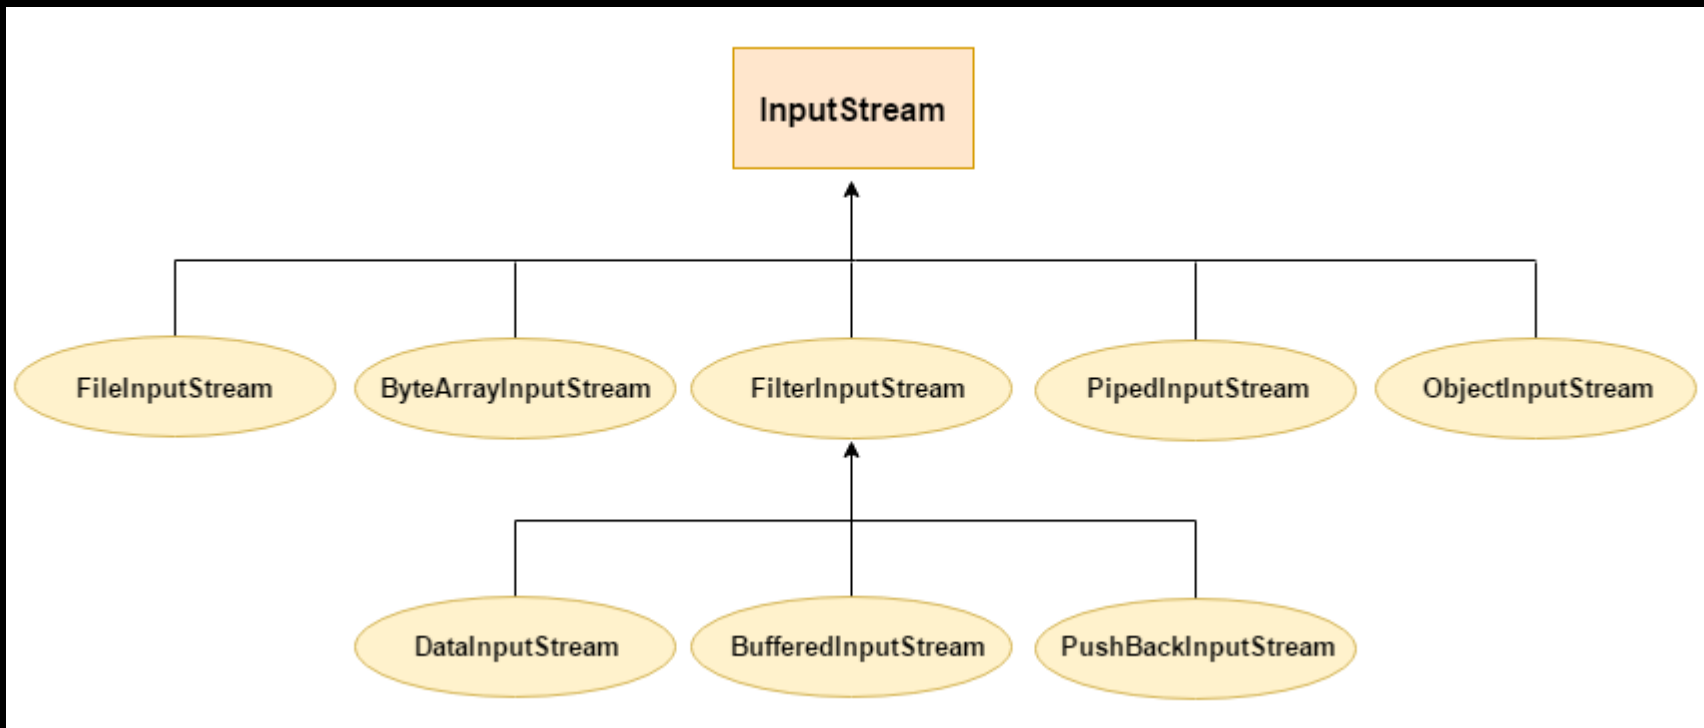 InputStream
FileInputStream
ByteArrayInputStream
FilterInputStream
PipedInputStream
ObjectInputStream
DataInputStream
BufferedInputStream
PushBackInputStream